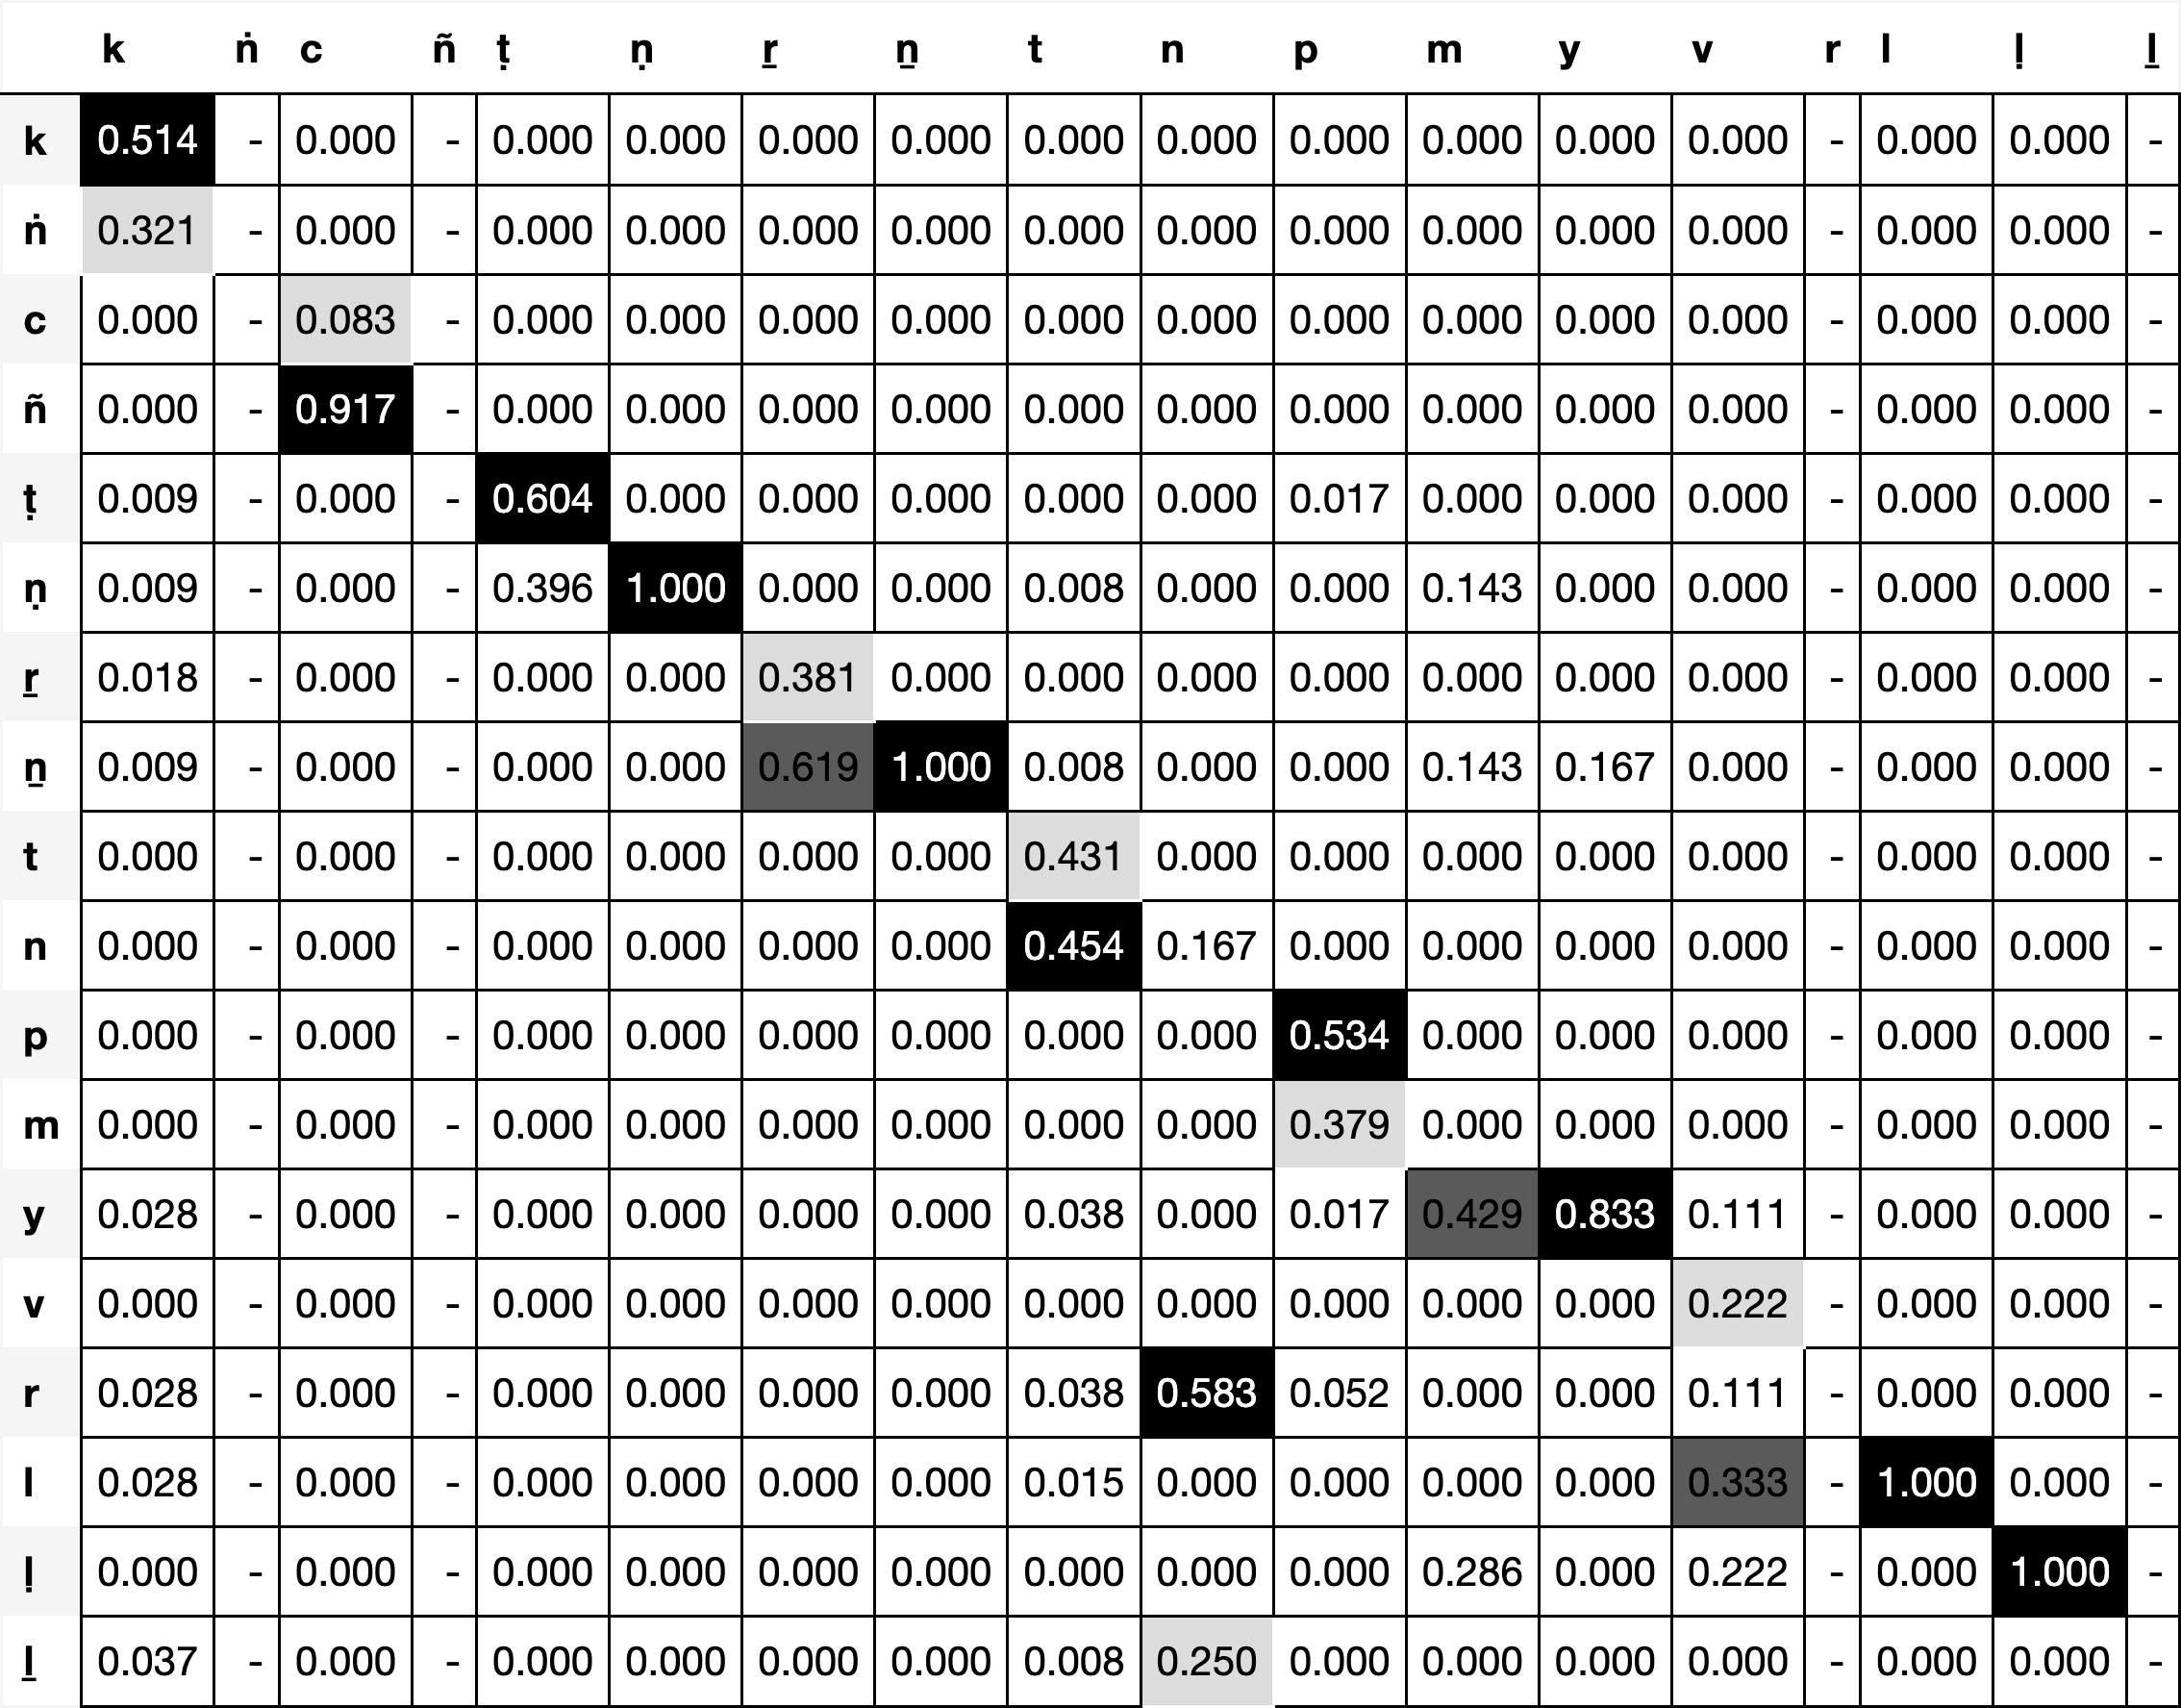 k ṅ c ñ ṭ ṇ ṟ ṉ t n p m y v r l ḷ ḻ
k 0.514 - 0.000 - 0.000 0.000 0.000 0.000 0.000 0.000 0.000 0.000 0.000 0.000 - 0.000 0.000 -
ṅ 0.321 - 0.000 - 0.000 0.000 0.000 0.000 0.000 0.000 0.000 0.000 0.000 0.000 - 0.000 0.000 -
c 0.000 - 0.083 - 0.000 0.000 0.000 0.000 0.000 0.000 0.000 0.000 0.000 0.000 - 0.000 0.000 -
ñ 0.000 - 0.917 - 0.000 0.000 0.000 0.000 0.000 0.000 0.000 0.000 0.000 0.000 - 0.000 0.000 -
ṭ 0.009 - 0.000 - 0.604 0.000 0.000 0.000 0.000 0.000 0.017 0.000 0.000 0.000 - 0.000 0.000 -
ṇ 0.009 - 0.000 - 0.396 1.000 0.000 0.000 0.008 0.000 0.000 0.143 0.000 0.000 - 0.000 0.000 -
ṟ 0.018 - 0.000 - 0.000 0.000 0.381 0.000 0.000 0.000 0.000 0.000 0.000 0.000 - 0.000 0.000 -
ṉ 0.009 - 0.000 - 0.000 0.000 0.619 1.000 0.008 0.000 0.000 0.143 0.167 0.000 - 0.000 0.000 -
t 0.000 - 0.000 - 0.000 0.000 0.000 0.000 0.431 0.000 0.000 0.000 0.000 0.000 - 0.000 0.000 -
n 0.000 - 0.000 - 0.000 0.000 0.000 0.000 0.454 0.167 0.000 0.000 0.000 0.000 - 0.000 0.000 -
p 0.000 - 0.000 - 0.000 0.000 0.000 0.000 0.000 0.000 0.534 0.000 0.000 0.000 - 0.000 0.000 -
m 0.000 - 0.000 - 0.000 0.000 0.000 0.000 0.000 0.000 0.379 0.000 0.000 0.000 - 0.000 0.000 -
y 0.028 - 0.000 - 0.000 0.000 0.000 0.000 0.038 0.000 0.017 0.429 0.833 0.111 - 0.000 0.000 -
v 0.000 - 0.000 - 0.000 0.000 0.000 0.000 0.000 0.000 0.000 0.000 0.000 0.222 - 0.000 0.000 -
r 0.028 - 0.000 - 0.000 0.000 0.000 0.000 0.038 0.583 0.052 0.000 0.000 0.111 - 0.000 0.000 -
l 0.028 - 0.000 - 0.000 0.000 0.000 0.000 0.015 0.250 0.000 0.000 0.000 0.333 - 1.000 0.000 -
ḷ 0.000 - 0.000 - 0.000 0.000 0.000 0.000 0.000 0.000 0.000 0.286 0.000 0.222 - 0.000 1.000 -
ḻ 0.037 - 0.000 - 0.000 0.000 0.000 0.000 0.008 0.250 0.000 0.000 0.000 0.000 - 0.000 0.000 -